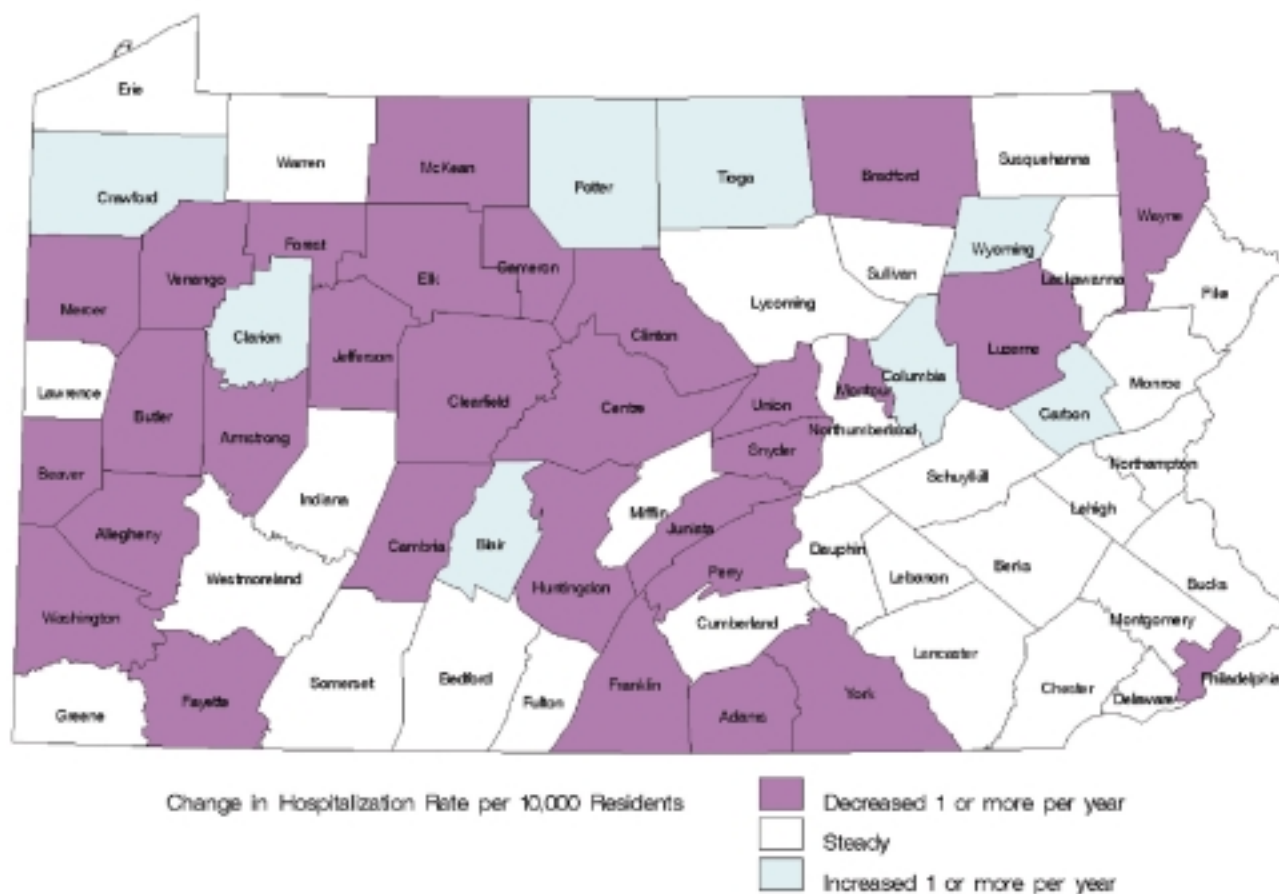 Erie
Warren
McKean
Potter
Tioga
Bradford
Susquehanna
Wayne
Crawford
Forest
Venango
Elk
Cameron
Wyoming
Lackawanna
Sullivan
Pike
Mercer
Clarion
Jefferson
Clinton
Lycoming
Luzerne
Columbia
Montour
Monroe
Lawrence
Butler
Armstrong
Clearfield
Centre
Union
Northumberland
Carbon
Snyder
Beaver
Indiana
Schuylkill
Northampton
Lehigh
Mifflin
Juniata
Allegheny
Cambria
Blair
Dauphin
Lebanon
Berks
Bucks
Westmoreland
Huntingdon
Perry
Washington
Cumberland
Montgomery
Lancaster
Somerset
Bedford
Fulton
Franklin
York
Chester
Delaware
Philadelphia
Greene
Fayette
Adams
Change in Hospitalization Rate per 10,000 Residents
Decreased 1 or more per year
Steady
Increased 1 or more per year